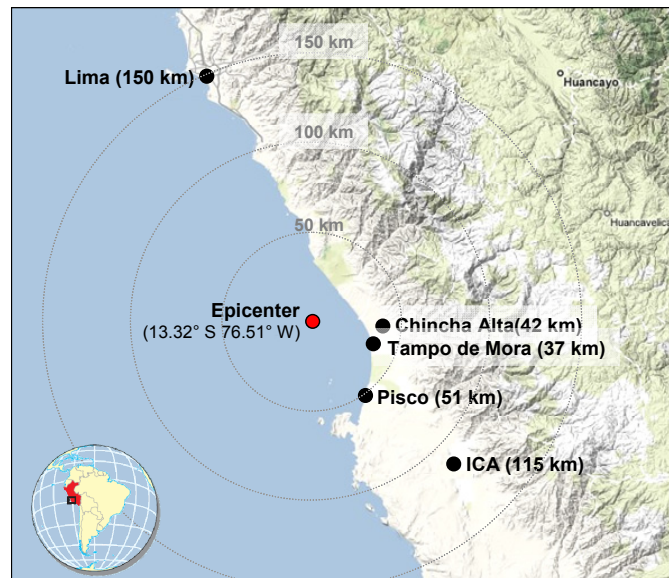 150 km
Lima (150 km)
Huancayo
100 km
Huancavelica
50 km
Epicenter
(13.32° S 76.51° W)
Chincha Alta(42 km)
Tampo de Mora (37 km)
Pisco (51 km)
ICA (115 km)